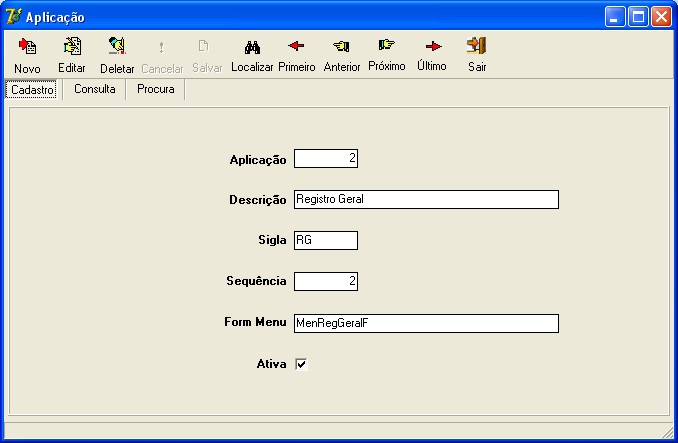 Aplicação
Novo Editar Deletar Cancelar Salvar Localizar Primeiro Anterior Próximo Último Sair
Cadastro Consulta Procura
Aplicação 2
Descrição Registro Geral
Sigla RG
Sequência 2
Form Menu MenRegGeralF
Ativa